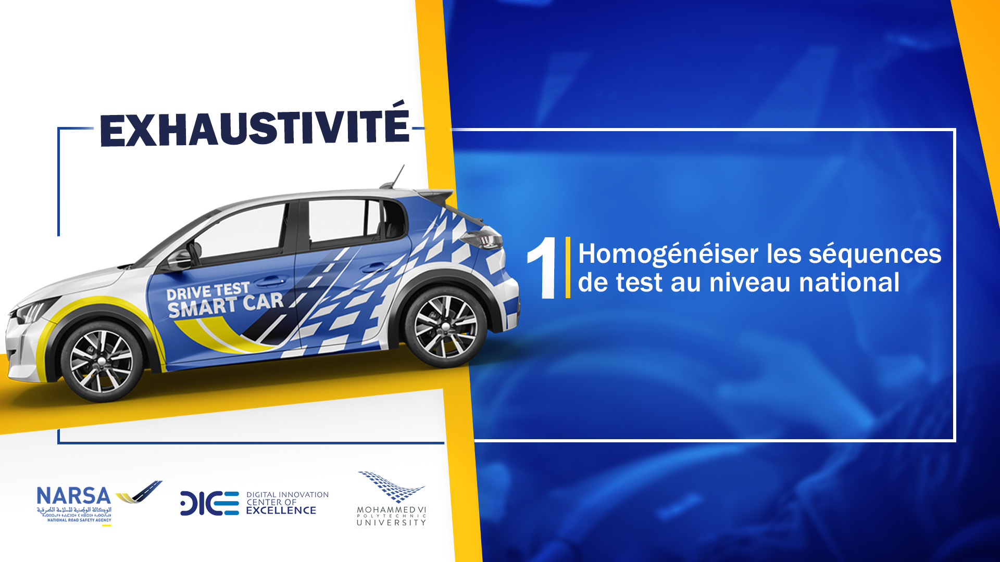 EXHAUSTIVITÉ
1
Homogénéiser les séquences
de test au niveau national
DRIVE TEST
SMART CAR
NARSA
الوكالة الوطنية للسلامة الطرقية
NATIONAL ROAD SAFETY AGENCY
DICE
DIGITAL INNOVATION
CENTER OF
EXCELLENCE
MOHAMMED VI
POLYTECHNIC
UNIVERSITY